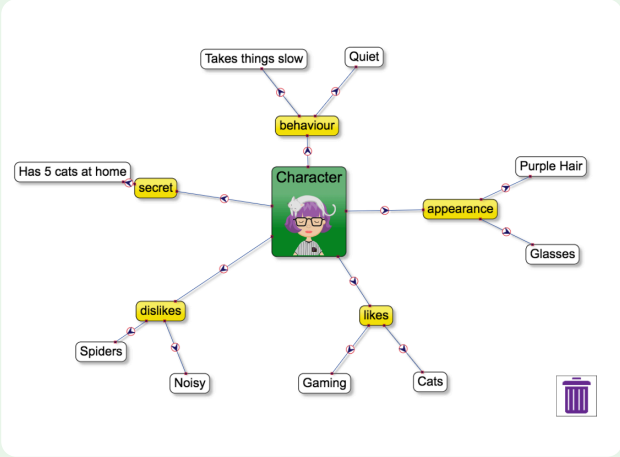 Takes things slow
Quiet
behaviour
Has 5 cats at home
secret
Character
Purple Hair
appearance
Glasses
dislikes
likes
Spiders
Noisy
Gaming
Cats